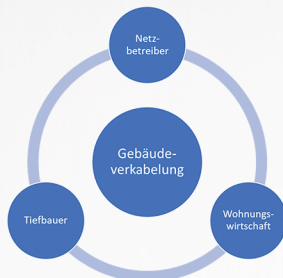 Netz-
betreiber
Gebäude-
verkabelung
Tiefbauer
Wohnungs-
wirtschaft